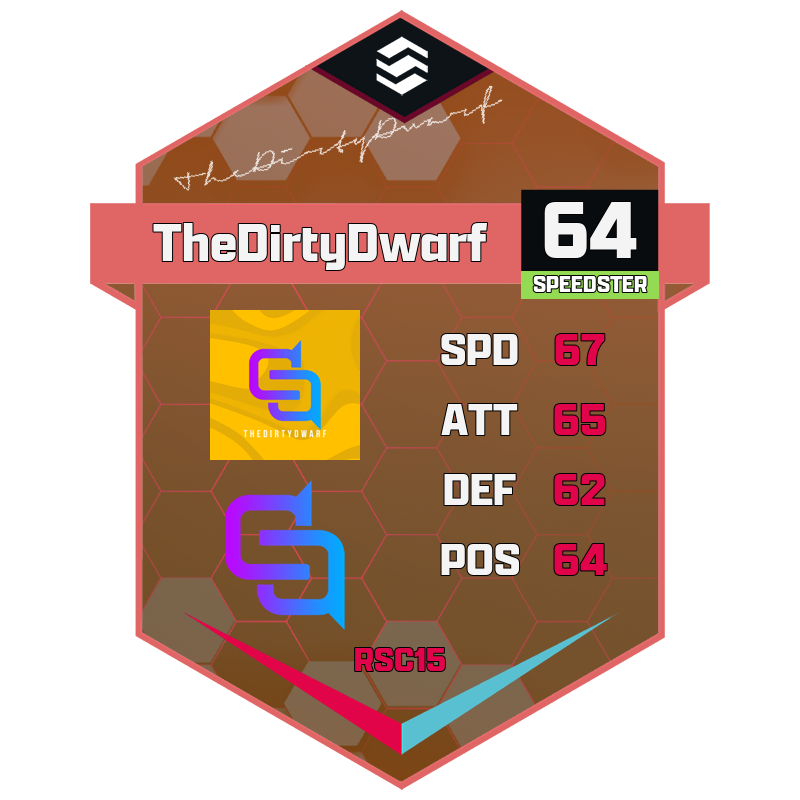 TheDirtyDwarf
TheDirtyDwarf
64
SPEEDSTER
THEDIRTYDWARF
SPD 67
ATT 65
DEF 62
POS 64
RSC15